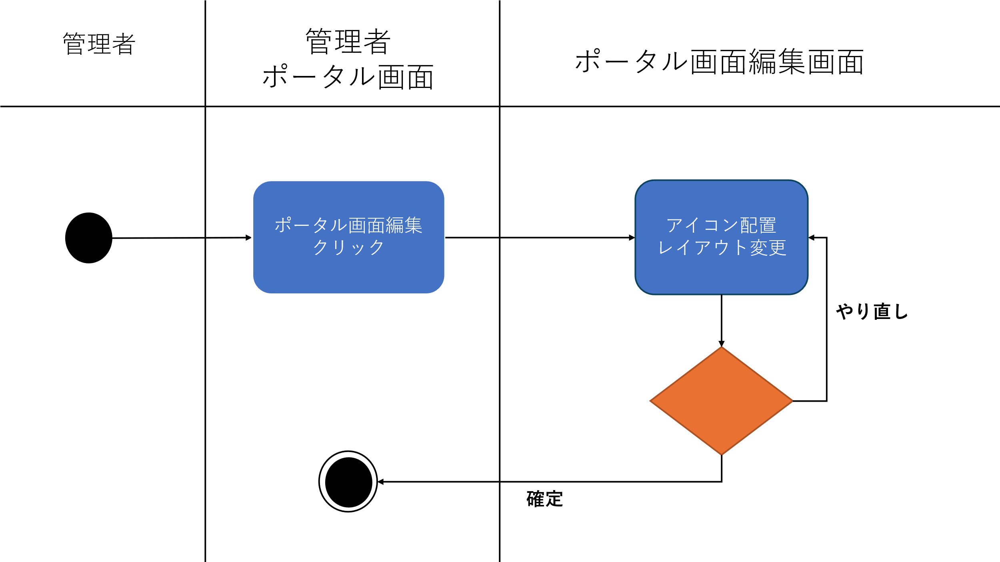 管理者
管理者
ポータル画面
ポータル画面編集画面
ポータル画面編集
クリック
アイコン配置
レイアウト変更
やり直し
確定